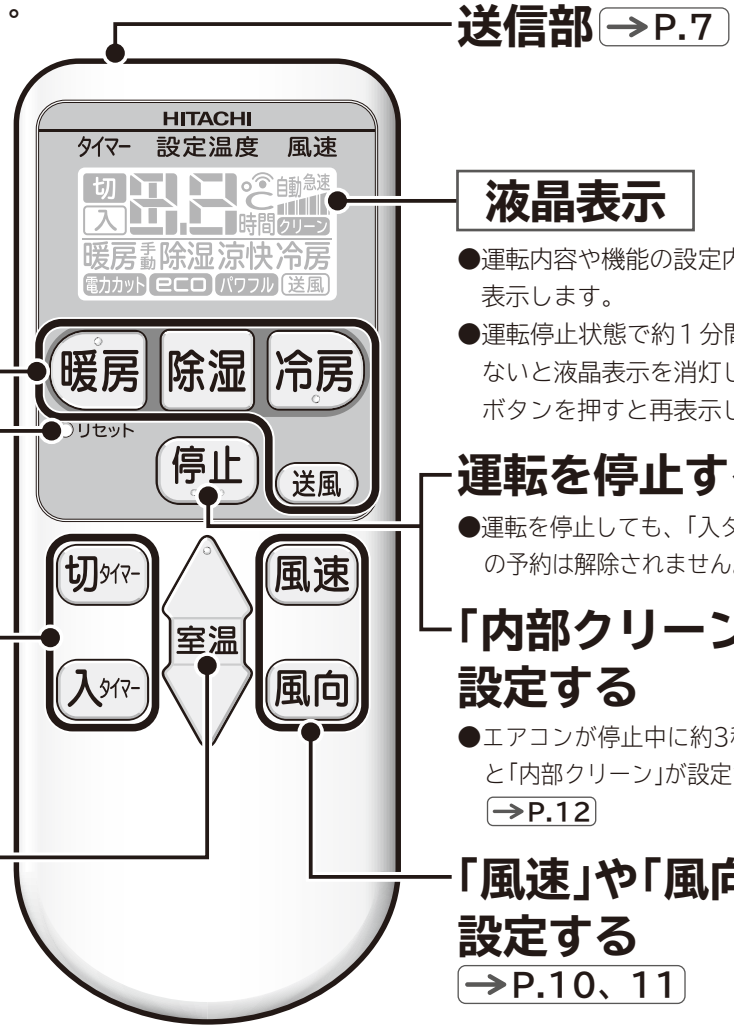 。
送信部 →P.7
HITACHI
タイマー 設定温度 風速
切 8.8℃ 自動 急速
入 時間 クリーン
暖房 手動 除湿 涼快 冷房
電力カット eco パワフル 送風
暖房 除湿 冷房
リセット
停止
送風
切タイマー
風速
室温
入タイマー
風向
液晶表示
●運転内容や機能の設定内
表示します。
●運転停止状態で約1分間
ないと液晶表示を消灯し
ボタンを押すと再表示し
運転を停止す
●運転を停止しても、「入タ
の予約は解除されません
「内部クリーン
設定する
●エアコンが停止中に約3秒
と「内部クリーン」が設定
→P.12
「風速」や「風向
設定する
→P.10、11